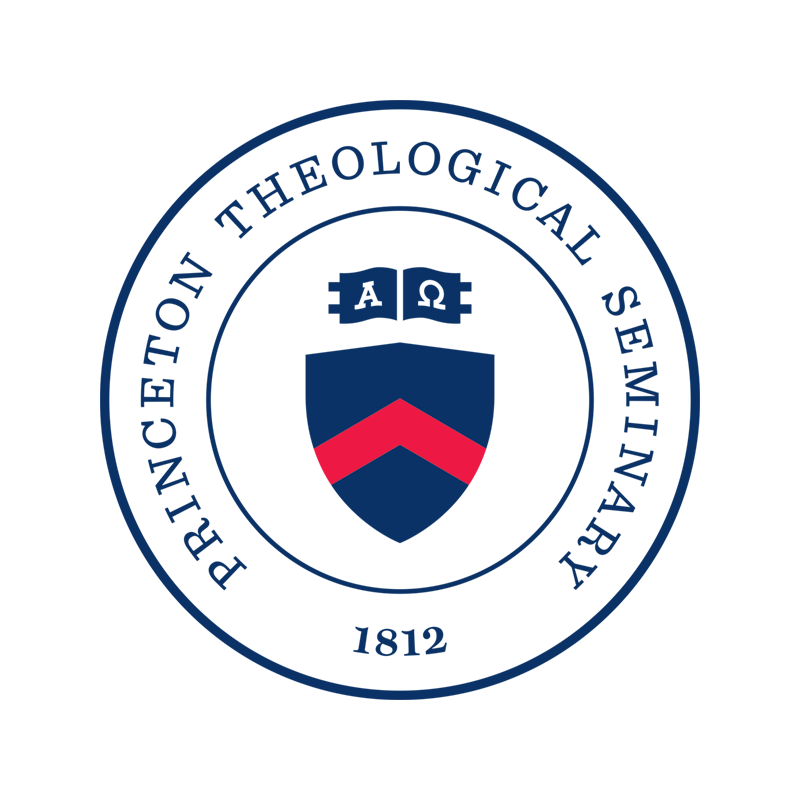 PRINCETON THEOLOGICAL SEMINARY
Α Ω
1812